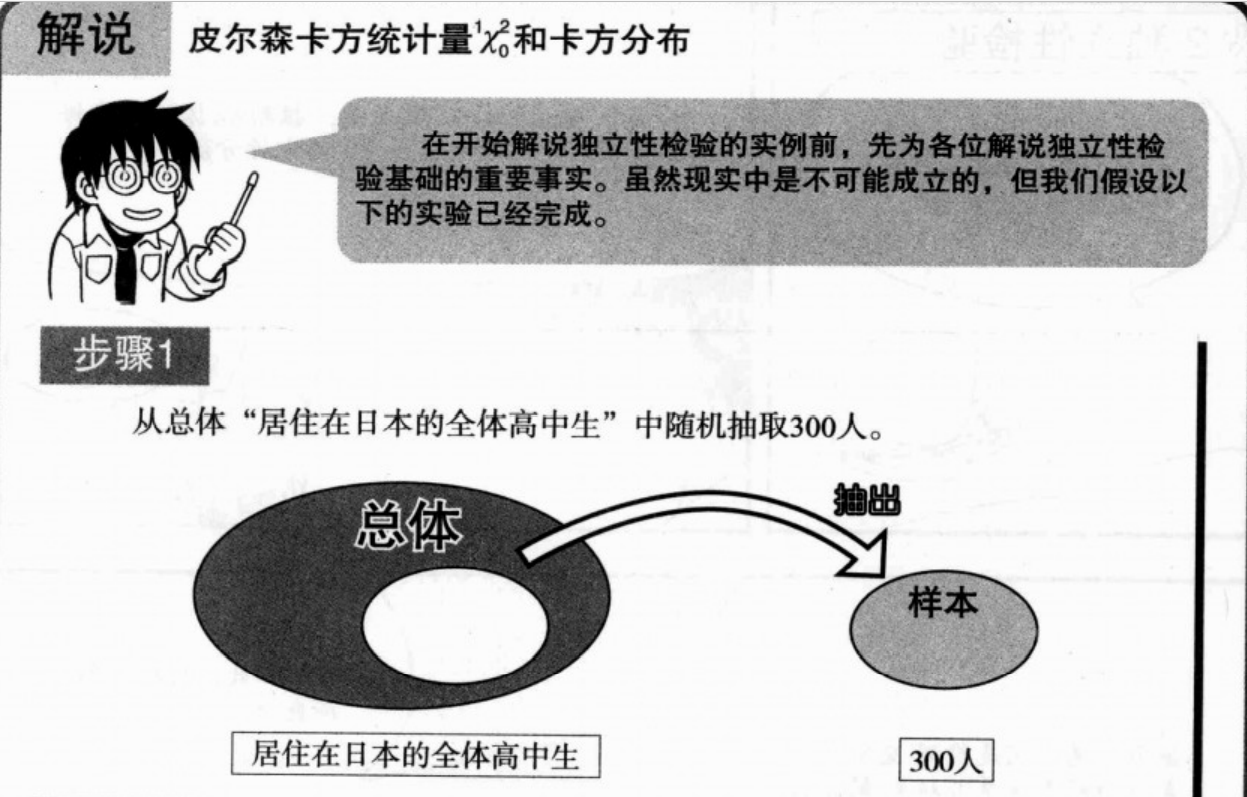 解说 皮尔森卡方统计量¹χ₀²和卡方分布
在开始解说独立性检验的实例前，先为各位解说独立性检
验基础的重要事实。虽然现实中是不可能成立的，但我们假设以
下的实验已经完成。
步骤1
从总体“居住在日本的全体高中生”中随机抽取300人。
总体
抽出
样本
居住在日本的全体高中生
300人